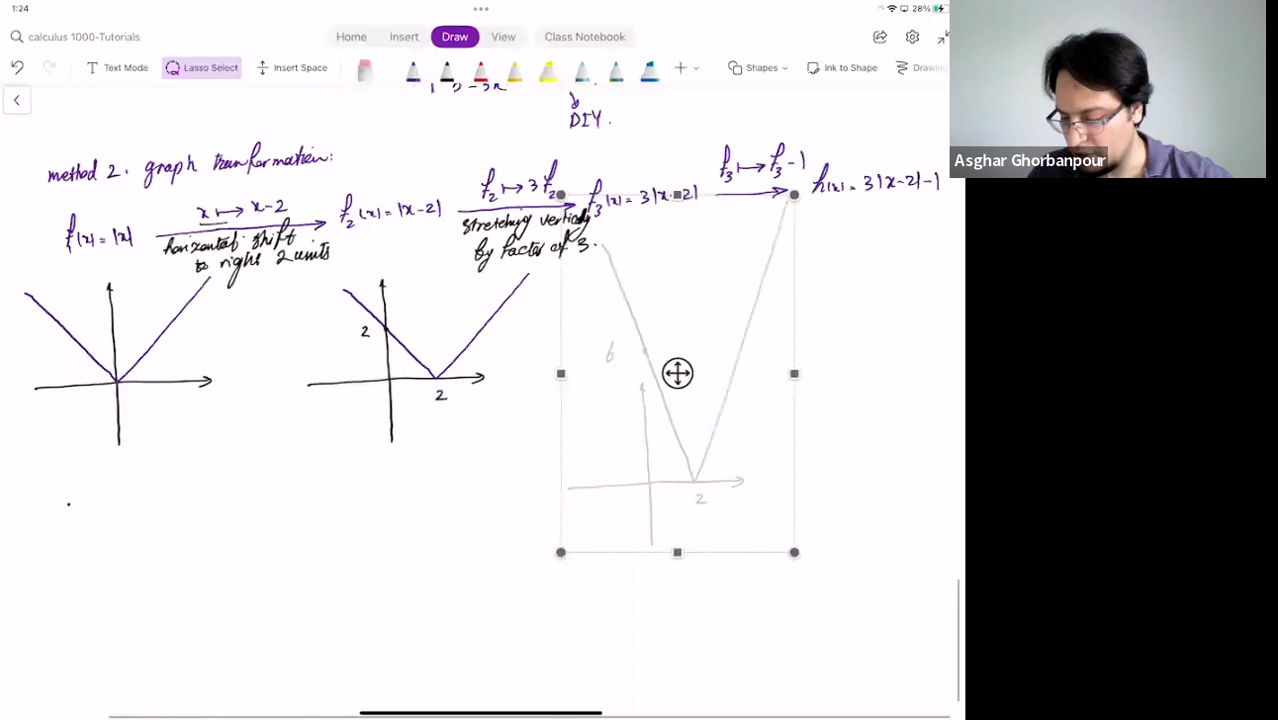 1:24
28%
calculus 1000-Tutorials
Home Insert Draw View Class Notebook
Text Mode Lasso Select Insert Space Shapes Ink to Shape Drawing
DIY.
method 2. graph transformation:
f(x) = |x|
x ↦ x-2
horizontal shift
to right 2 units
f₂(x) = |x-2|
f₂ ↦ 3f₂
stretching vertically
by factor of 3.
f₃(x) = 3|x-2|
f₃ ↦ f₃-1
h(x) = 3|x-2|-1
2
2
6
2
Asghar Ghorbanpour